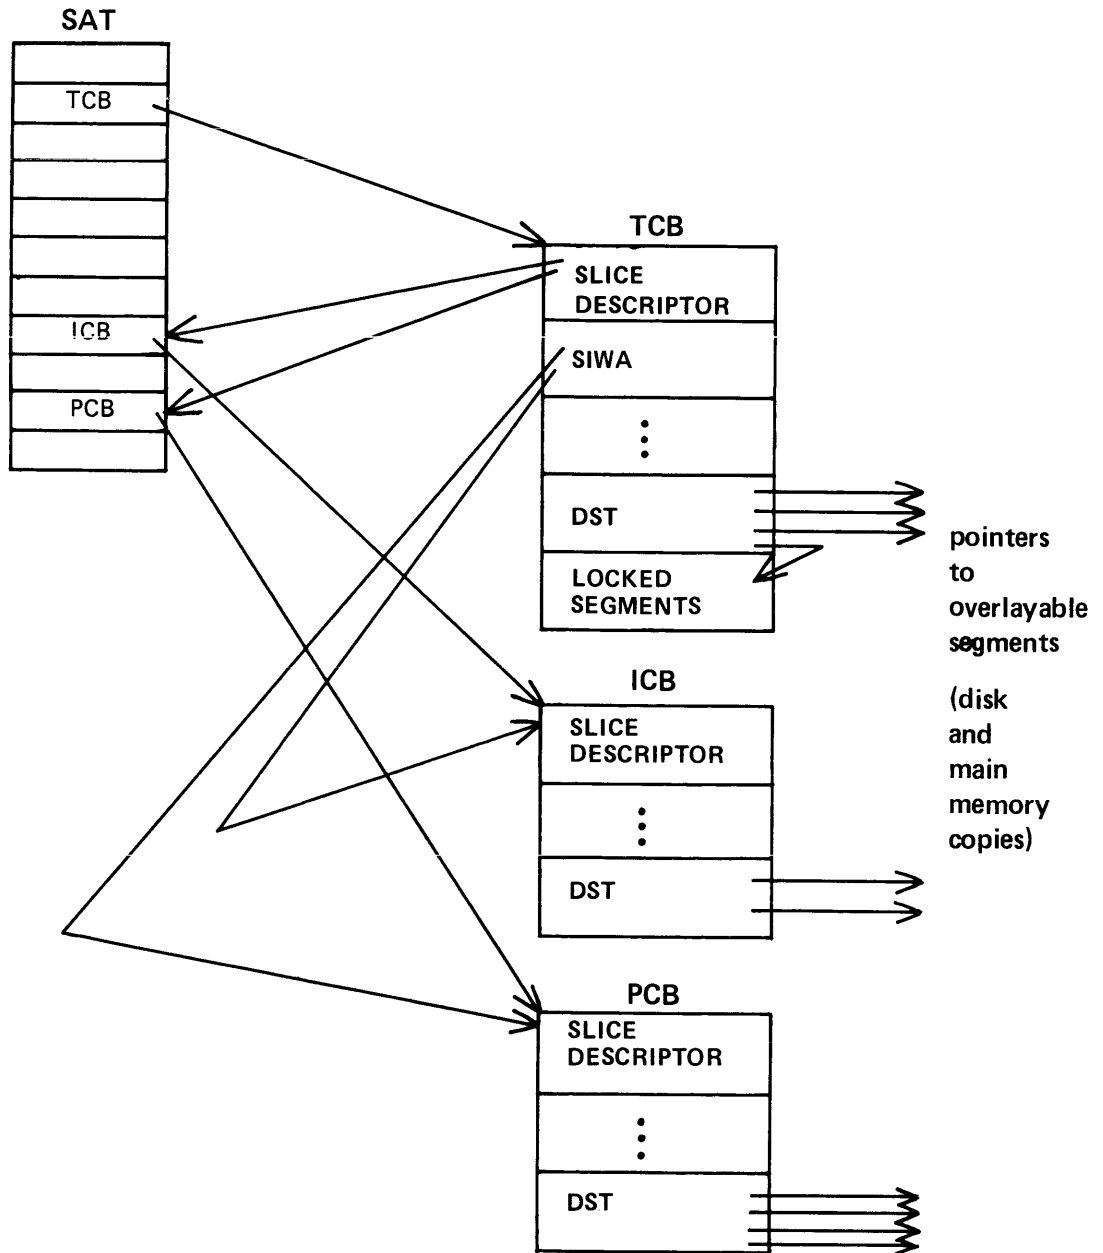 SAT
TCB
ICB
PCB
TCB
SLICE
DESCRIPTOR
SIWA
DST
LOCKED
SEGMENTS
pointers
to
overlayable
segments
(disk
and
main
memory
copies)
ICB
SLICE
DESCRIPTOR
DST
PCB
SLICE
DESCRIPTOR
DST